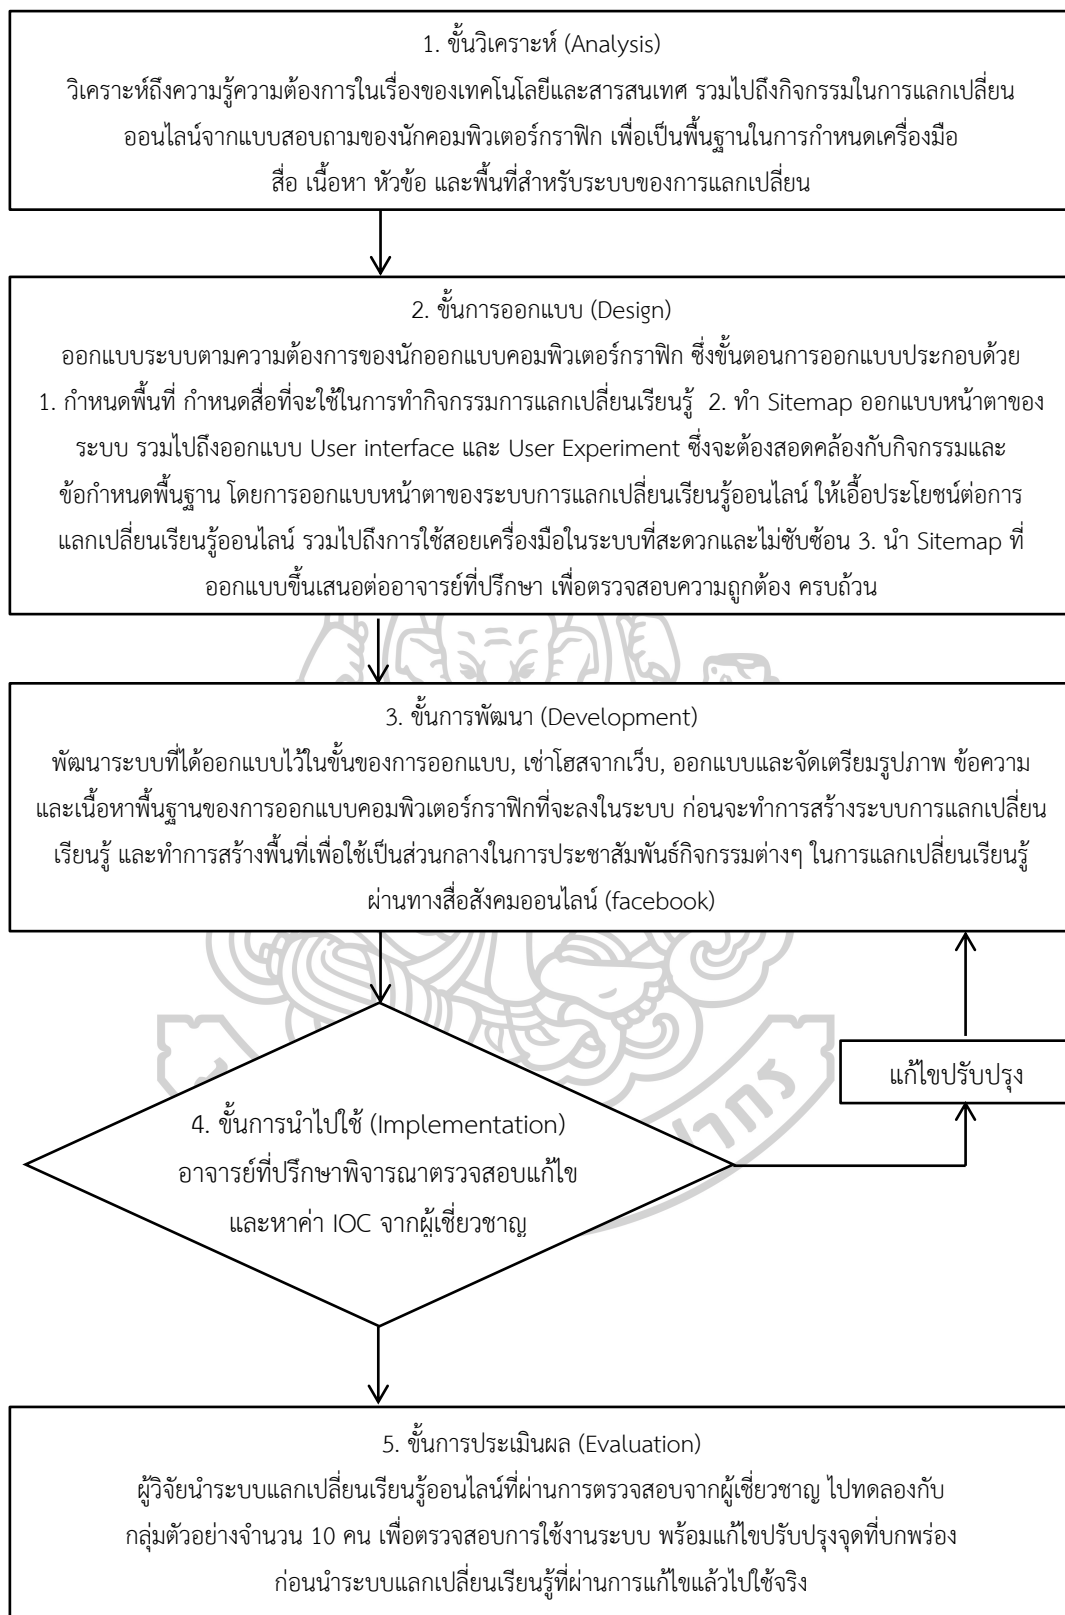 1. ขั้นวิเคราะห์ (Analysis)
วิเคราะห์ถึงความรู้ความต้องการในเรื่องของเทคโนโลยีและสารสนเทศ รวมไปถึงกิจกรรมในการแลกเปลี่ยน
ออนไลน์จากแบบสอบถามของนักคอมพิวเตอร์กราฟิก เพื่อเป็นพื้นฐานในการกำหนดเครื่องมือ
สื่อ เนื้อหา หัวข้อ และพื้นที่สำหรับระบบของการแลกเปลี่ยน
2. ขั้นการออกแบบ (Design)
ออกแบบระบบตามความต้องการของนักออกแบบคอมพิวเตอร์กราฟิก ซึ่งขั้นตอนการออกแบบประกอบด้วย
1. กำหนดพื้นที่ กำหนดสื่อที่จะใช้ในการทำกิจกรรมการแลกเปลี่ยนเรียนรู้ 2. ทำ Sitemap ออกแบบหน้าตาของ
ระบบ รวมไปถึงออกแบบ User interface และ User Experiment ซึ่งจะต้องสอดคล้องกับกิจกรรมและ
ข้อกำหนดพื้นฐาน โดยการออกแบบหน้าตาของระบบการแลกเปลี่ยนเรียนรู้ออนไลน์ ให้เอื้อประโยชน์ต่อการ
แลกเปลี่ยนเรียนรู้ออนไลน์ รวมไปถึงการใช้สอยเครื่องมือในระบบที่สะดวกและไม่ซับซ้อน 3. นำ Sitemap ที่
ออกแบบขึ้นเสนอต่ออาจารย์ที่ปรึกษา เพื่อตรวจสอบความถูกต้อง ครบถ้วน
3. ขั้นการพัฒนา (Development)
พัฒนาระบบที่ได้ออกแบบไว้ในขั้นของการออกแบบ, เช่าโฮสจากเว็บ, ออกแบบและจัดเตรียมรูปภาพ ข้อความ
และเนื้อหาพื้นฐานของการออกแบบคอมพิวเตอร์กราฟิกที่จะลงในระบบ ก่อนจะทำการสร้างระบบการแลกเปลี่ยน
เรียนรู้ และทำการสร้างพื้นที่เพื่อใช้เป็นส่วนกลางในการประชาสัมพันธ์กิจกรรมต่างๆ ในการแลกเปลี่ยนเรียนรู้
ผ่านทางสื่อสังคมออนไลน์ (facebook)
แก้ไขปรับปรุง
4. ขั้นการนำไปใช้ (Implementation)
อาจารย์ที่ปรึกษาพิจารณาตรวจสอบแก้ไข
และหาค่า IOC จากผู้เชี่ยวชาญ
5. ขั้นการประเมินผล (Evaluation)
ผู้วิจัยนำระบบแลกเปลี่ยนเรียนรู้ออนไลน์ที่ผ่านการตรวจสอบจากผู้เชี่ยวชาญ ไปทดลองกับ
กลุ่มตัวอย่างจำนวน 10 คน เพื่อตรวจสอบการใช้งานระบบ พร้อมแก้ไขปรับปรุงจุดที่บกพร่อง
ก่อนนำระบบแลกเปลี่ยนเรียนรู้ที่ผ่านการแก้ไขแล้วไปใช้จริง